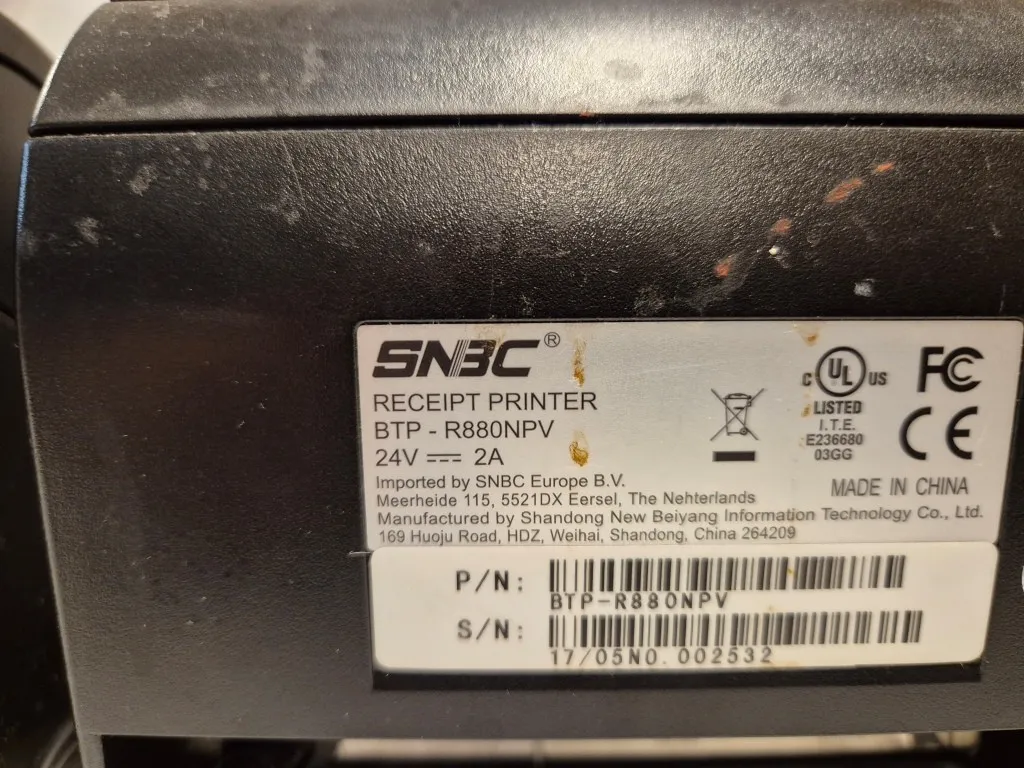 SNBC®
RECEIPT PRINTER
BTP - R880NPV
24V ⎓ 2A
C UL US
LISTED
I.T.E.
E236680
03GG
FC
CE
Imported by SNBC Europe B.V.
Meerheide 115, 5521DX Eersel, The Nehterlands
MADE IN CHINA
Manufactured by Shandong New Beiyang Information Technology Co., Ltd.
169 Huoju Road, HDZ, Weihai, Shandong, China 264209
P/N:
BTP-R880NPV
S/N:
17/05NO.002532